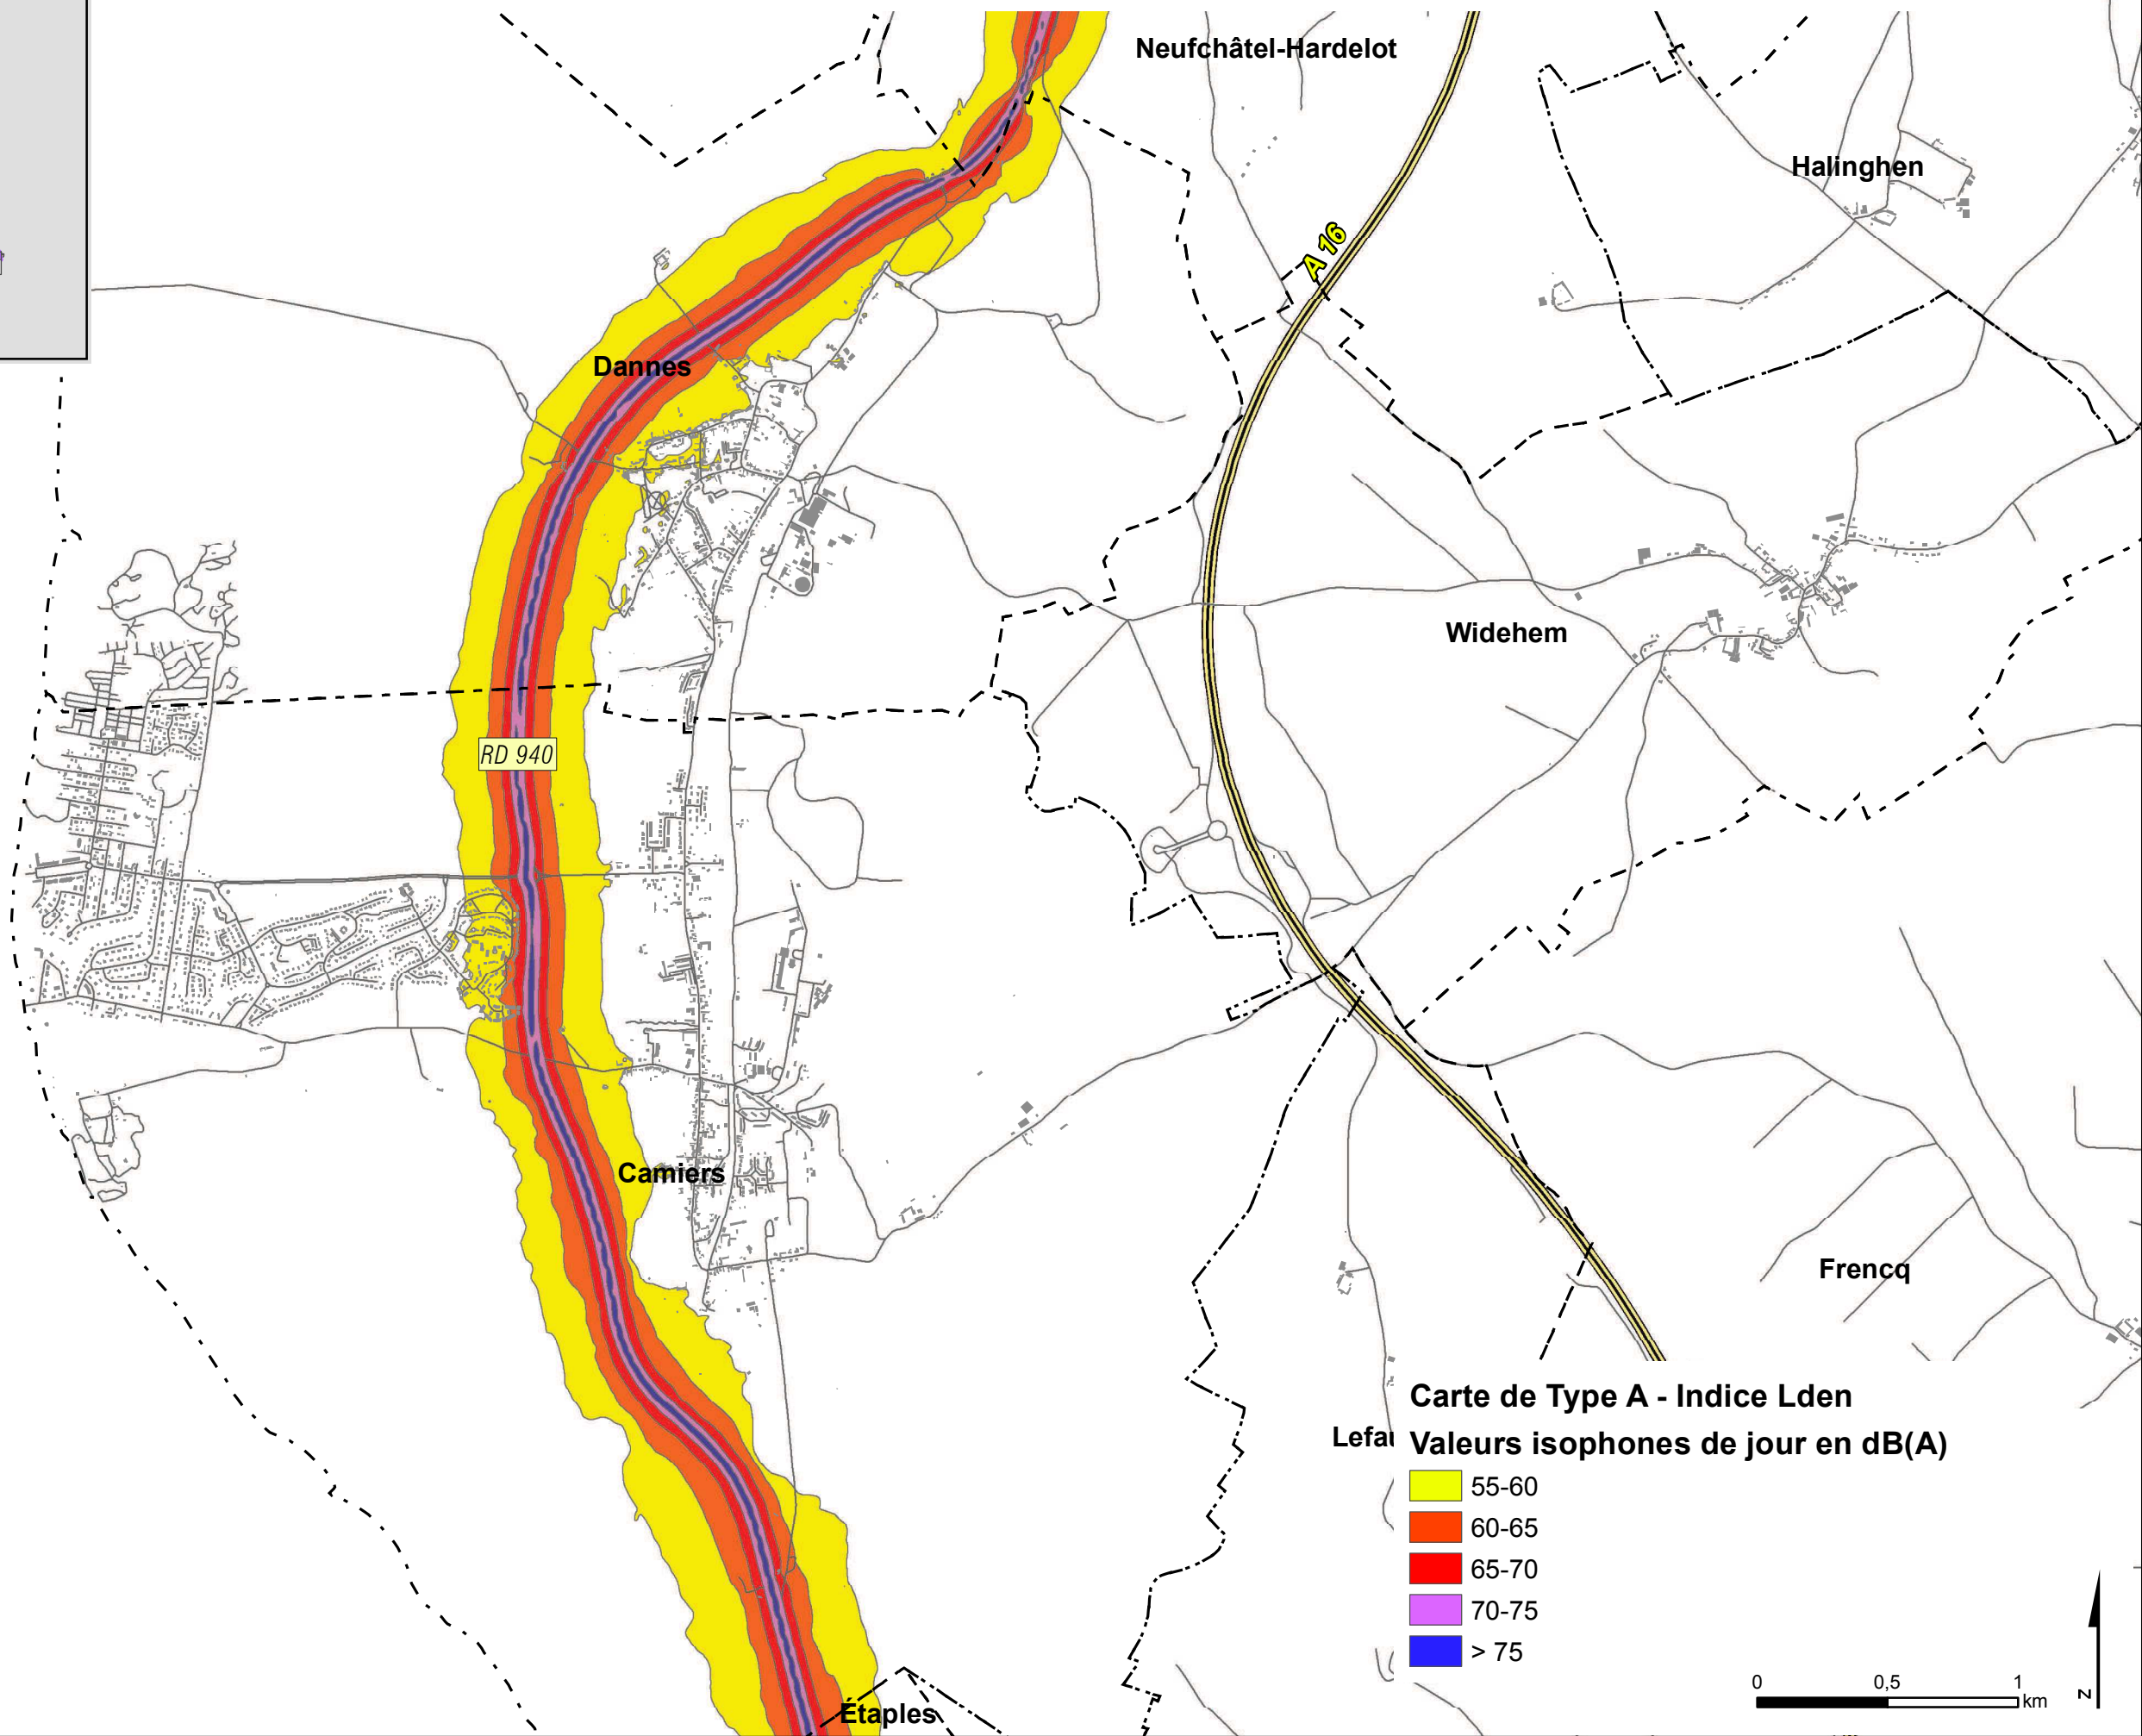 Neufchâtel-Hardelot
Halinghen
A 16
Dannes
Widehem
RD 940
Camiers
Frencq
Carte de Type A - Indice Lden
Valeurs isophones de jour en dB(A)
55-60
60-65
65-70
70-75
> 75
0 0,5 1
km
N
Étaples